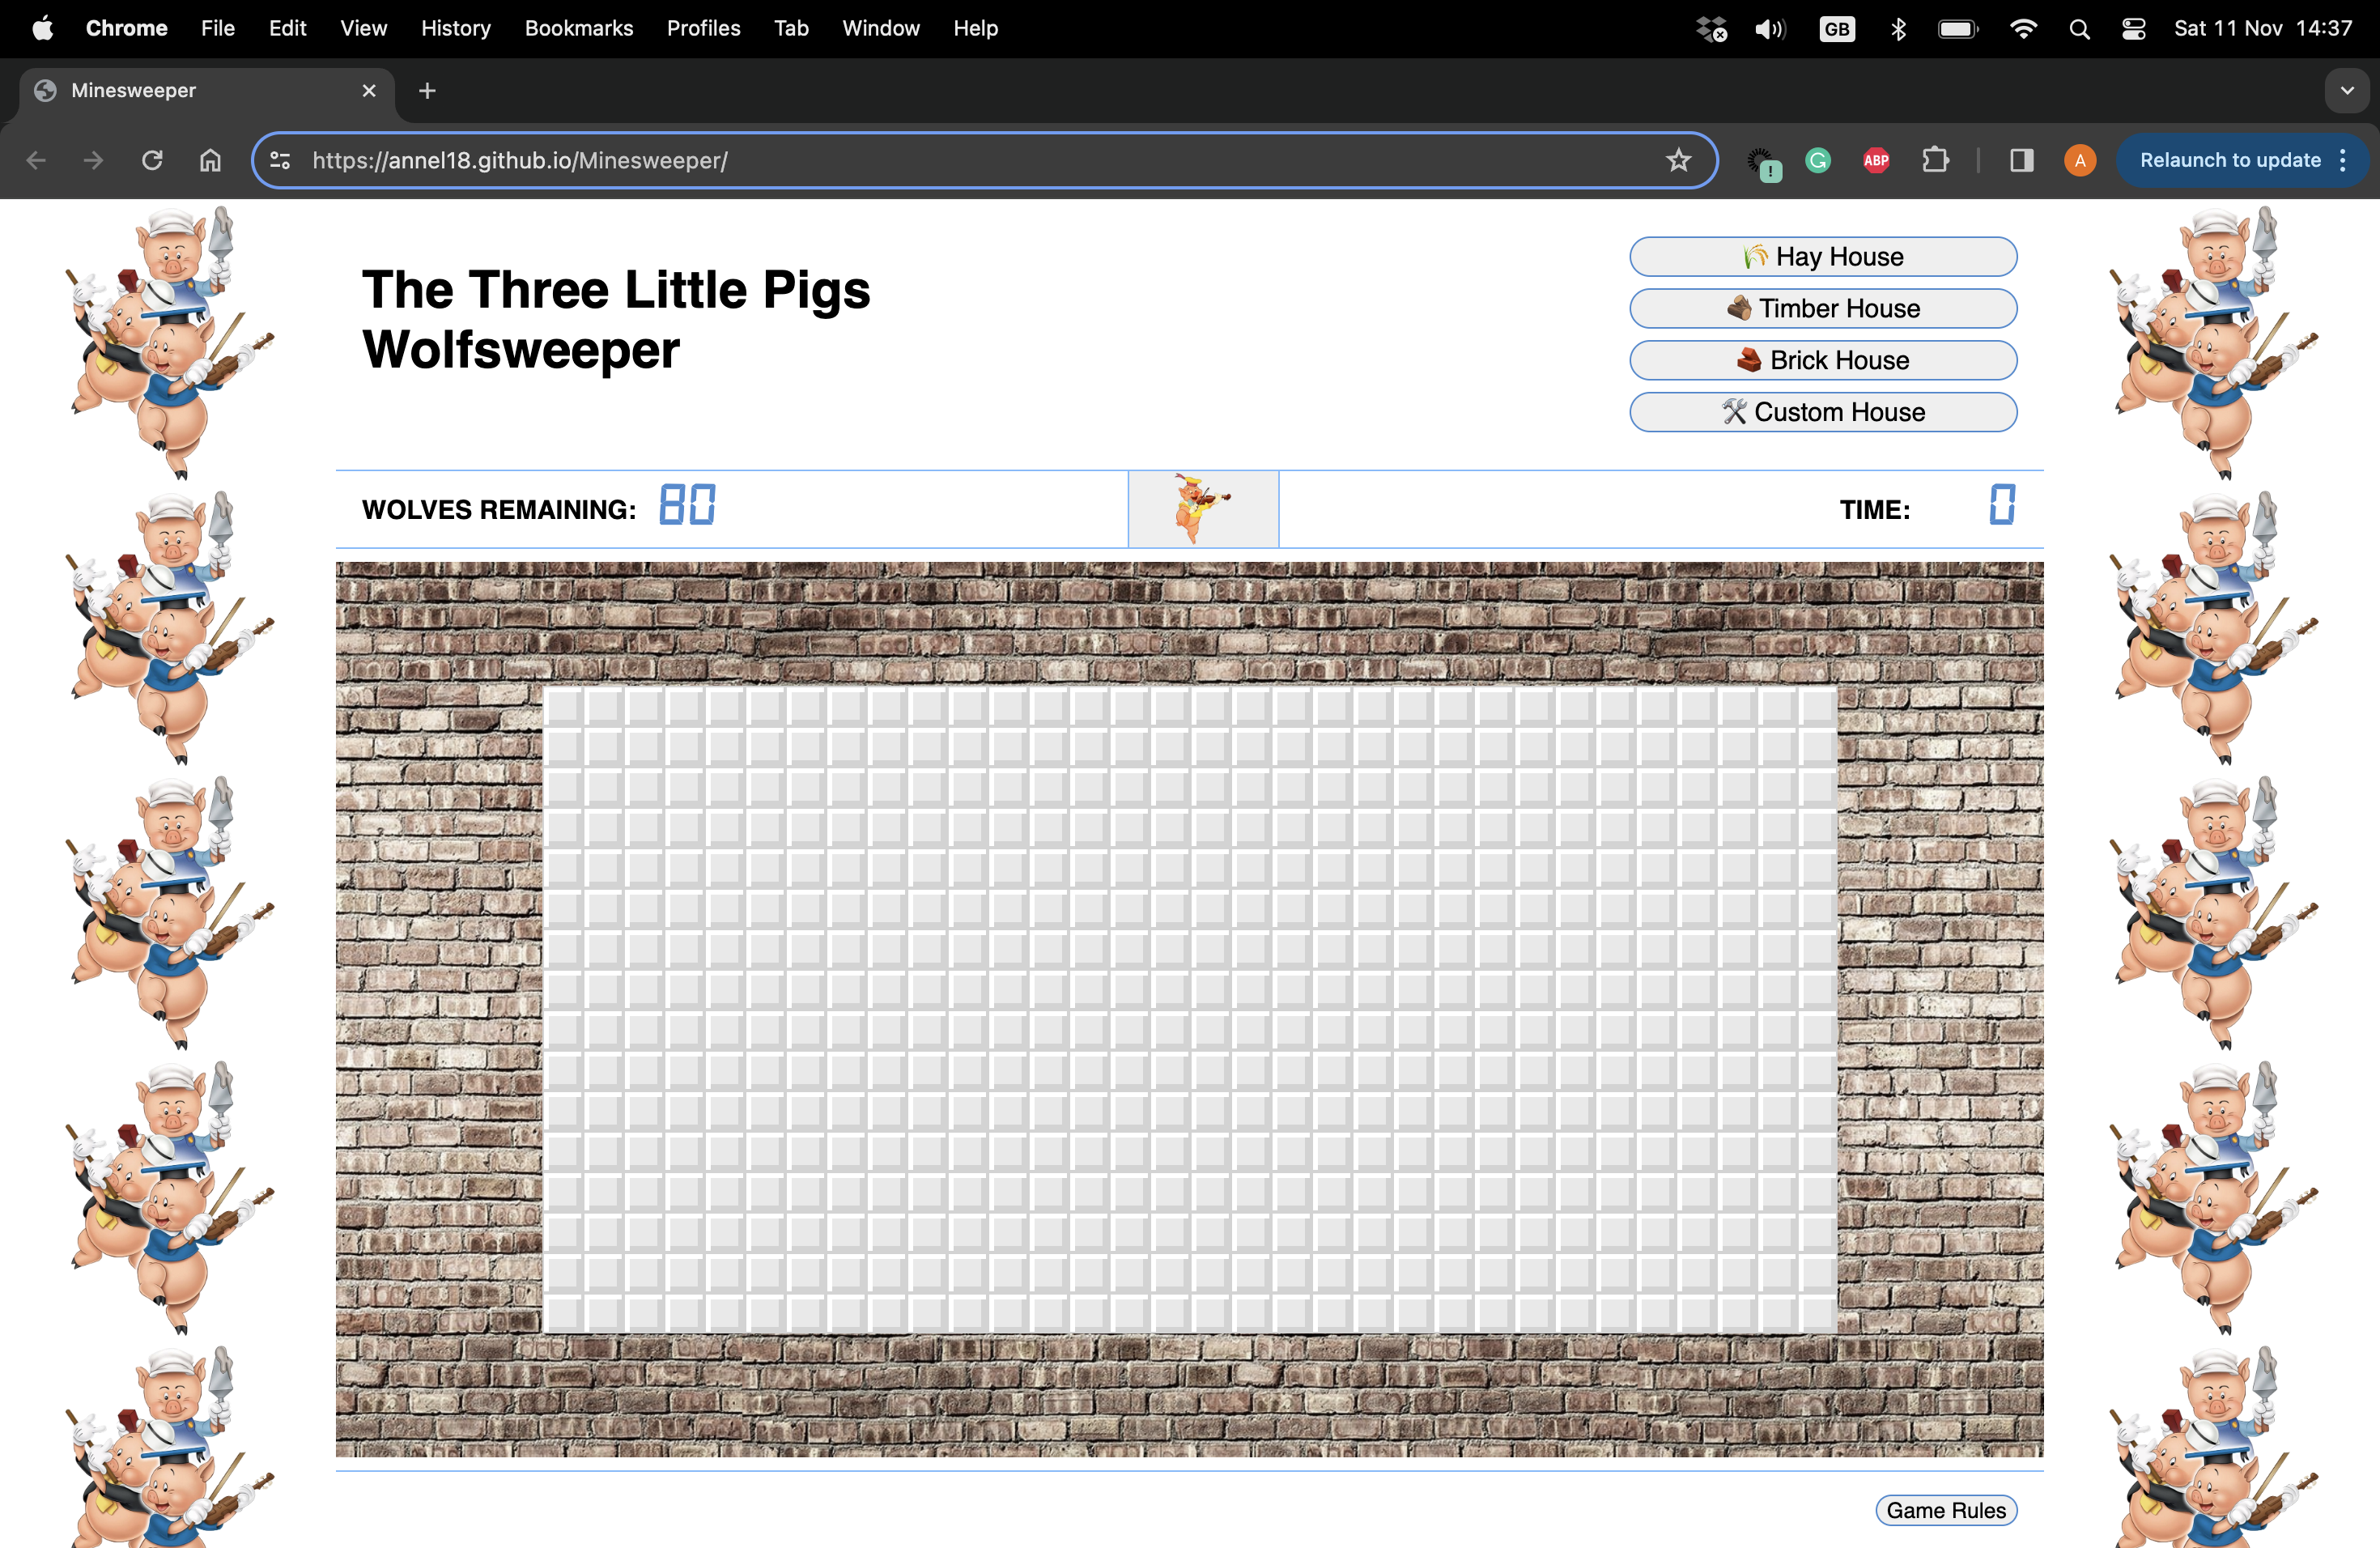 Chrome File Edit View History Bookmarks Profiles Tab Window Help GB Sat 11 Nov 14:37
Minesweeper
https://annel18.github.io/Minesweeper/ ! G ABP A Relaunch to update
The Three Little Pigs
Wolfsweeper
Hay House
Timber House
Brick House
Custom House
WOLVES REMAINING: 80 TIME: 0
Game Rules